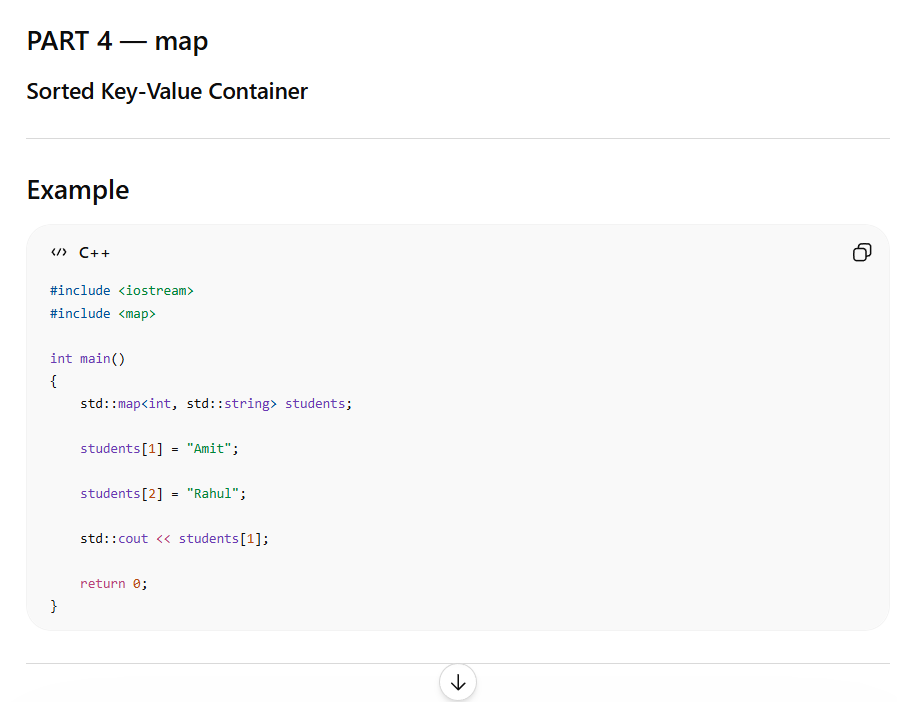 PART 4 — map
Sorted Key-Value Container
Example
C++
#include <iostream>
#include <map>
int main()
{
    std::map<int, std::string> students;
    students[1] = "Amit";
    students[2] = "Rahul";
    std::cout << students[1];
    return 0;
}